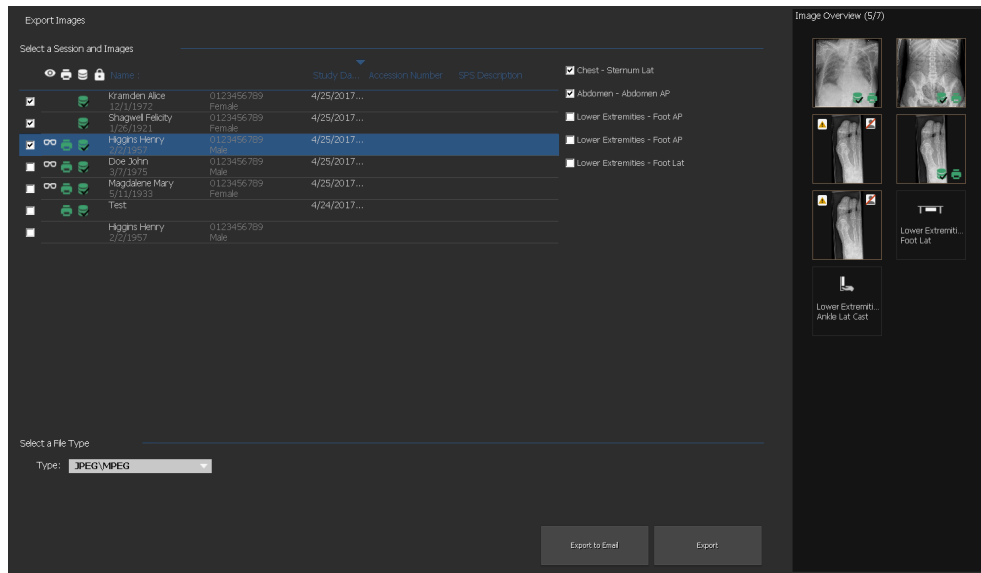 Export Images
Image Overview (5/7)
Select a Session and Images
Name :
Study Da... Accession Number SPS Description
Kramden Alice 0123456789 4/25/2017...
12/1/1972 Female
Shagwell Felicity 0123456789 4/25/2017...
1/26/1921 Female
Higgins Henry 0123456789 4/25/2017...
2/2/1957 Male
Doe John 0123456789 4/25/2017...
3/7/1975 Male
Magdalene Mary 0123456789 4/25/2017...
5/11/1933 Female
Test 4/24/2017...
Higgins Henry 0123456789
2/2/1957 Male
Chest - Sternum Lat
Abdomen - Abdomen AP
Lower Extremities - Foot AP
Lower Extremities - Foot AP
Lower Extremities - Foot Lat
Lower Extremiti...
Foot Lat
Lower Extremiti...
Ankle Lat Cast
Select a File Type
Type: JPEG\MPEG
Export to Email
Export